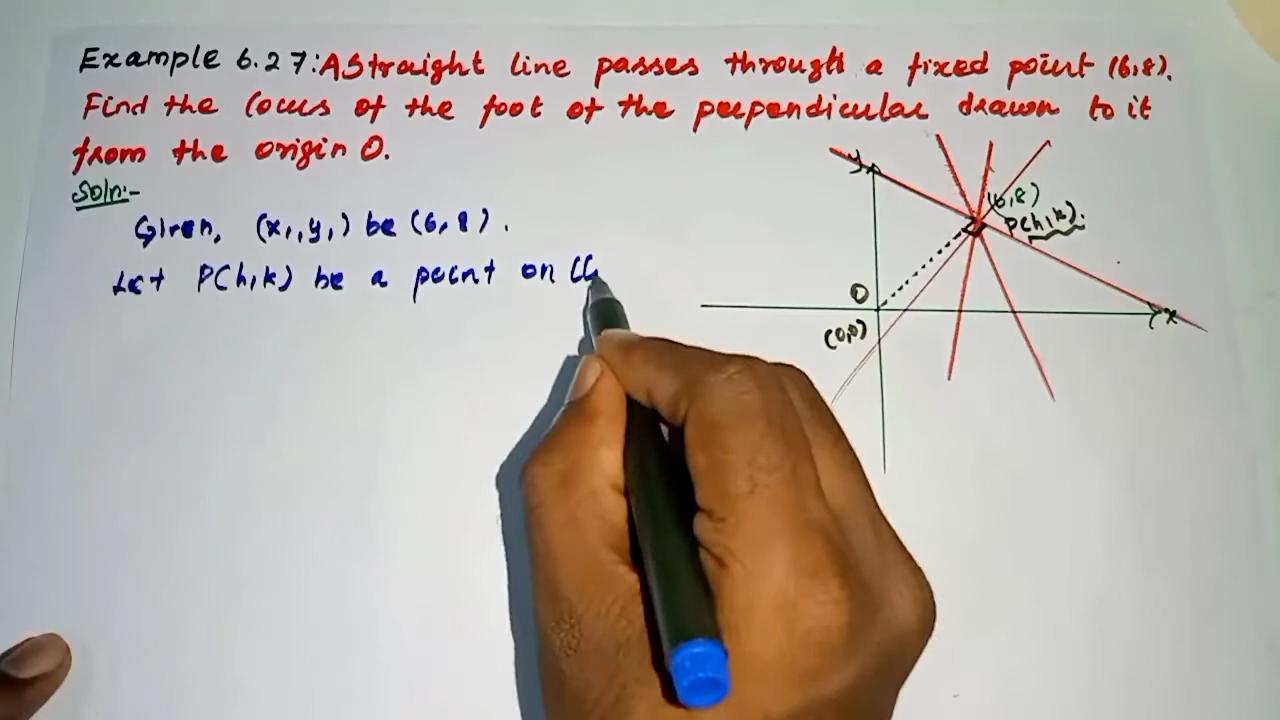 Example 6.27: A Straight line passes through a fixed point (6,8).
Find the locus of the foot of the perpendicular drawn to it
from the origin O.
Soln:-
Given, (x₁,y₁) be (6,8).
Let P(h,k) be a point on
y
(6,8)
P(h,k).
O
x
(0,0)